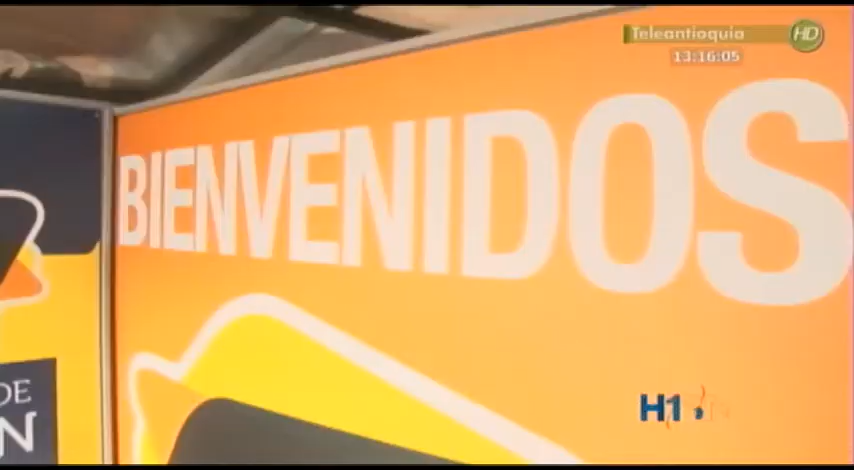 Teleantioquia HD
13:16:05
BIENVENIDOS
DE
N
H1